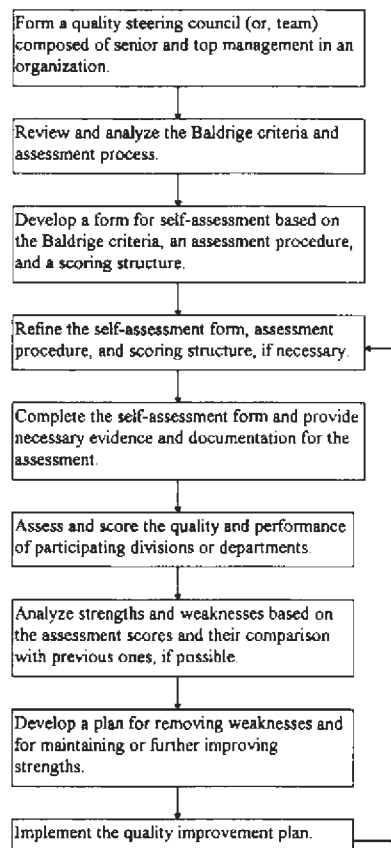 Form a quality steering council (or, team)
composed of senior and top management in an
organization.
Review and analyze the Baldrige criteria and
assessment process.
Develop a form for self-assessment based on
the Baldrige criteria, an assessment procedure,
and a scoring structure.
Refine the self-assessment form, assessment
procedure, and scoring structure, if necessary.
Complete the self-assessment form and provide
necessary evidence and documentation for the
assessment.
Assess and score the quality and performance
of participating divisions or departments.
Analyze strengths and weaknesses based on
the assessment scores and their comparison
with previous ones, if possible.
Develop a plan for removing weaknesses and
for maintaining or further improving
strengths.
Implement the quality improvement plan.